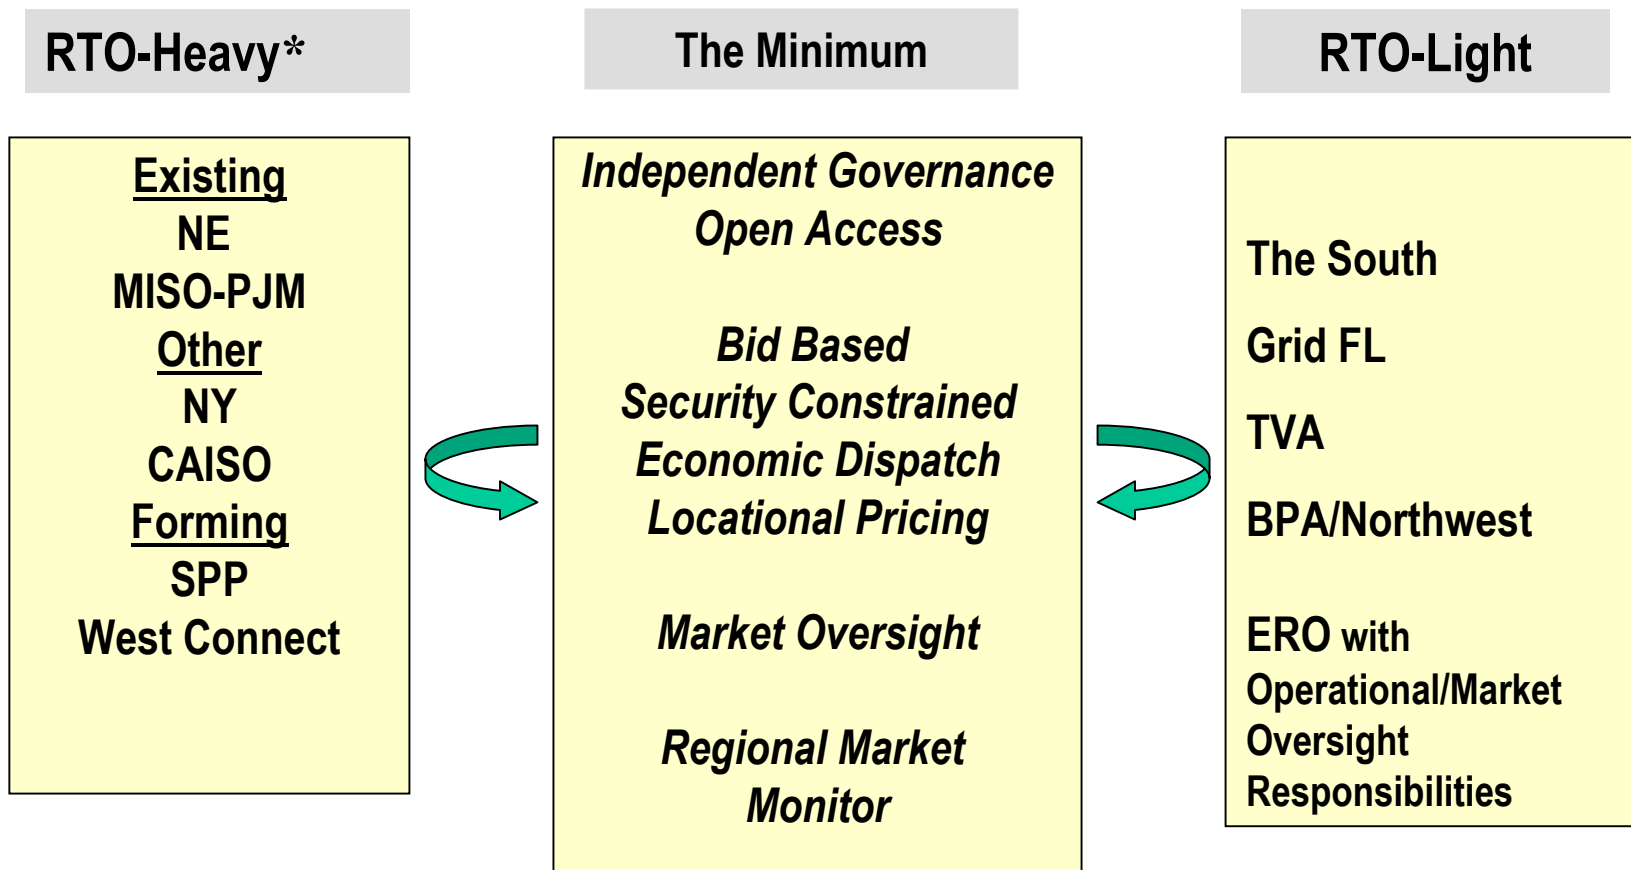 RTO-Heavy*
Existing
NE
MISO-PJM
Other
NY
CAISO
Forming
SPP
West Connect
The Minimum
Independent Governance
Open Access
Bid Based
Security Constrained
Economic Dispatch
Locational Pricing
Market Oversight
Regional Market
Monitor
RTO-Light
The South
Grid FL
TVA
BPA/Northwest
ERO with
Operational/Market
Oversight
Responsibilities